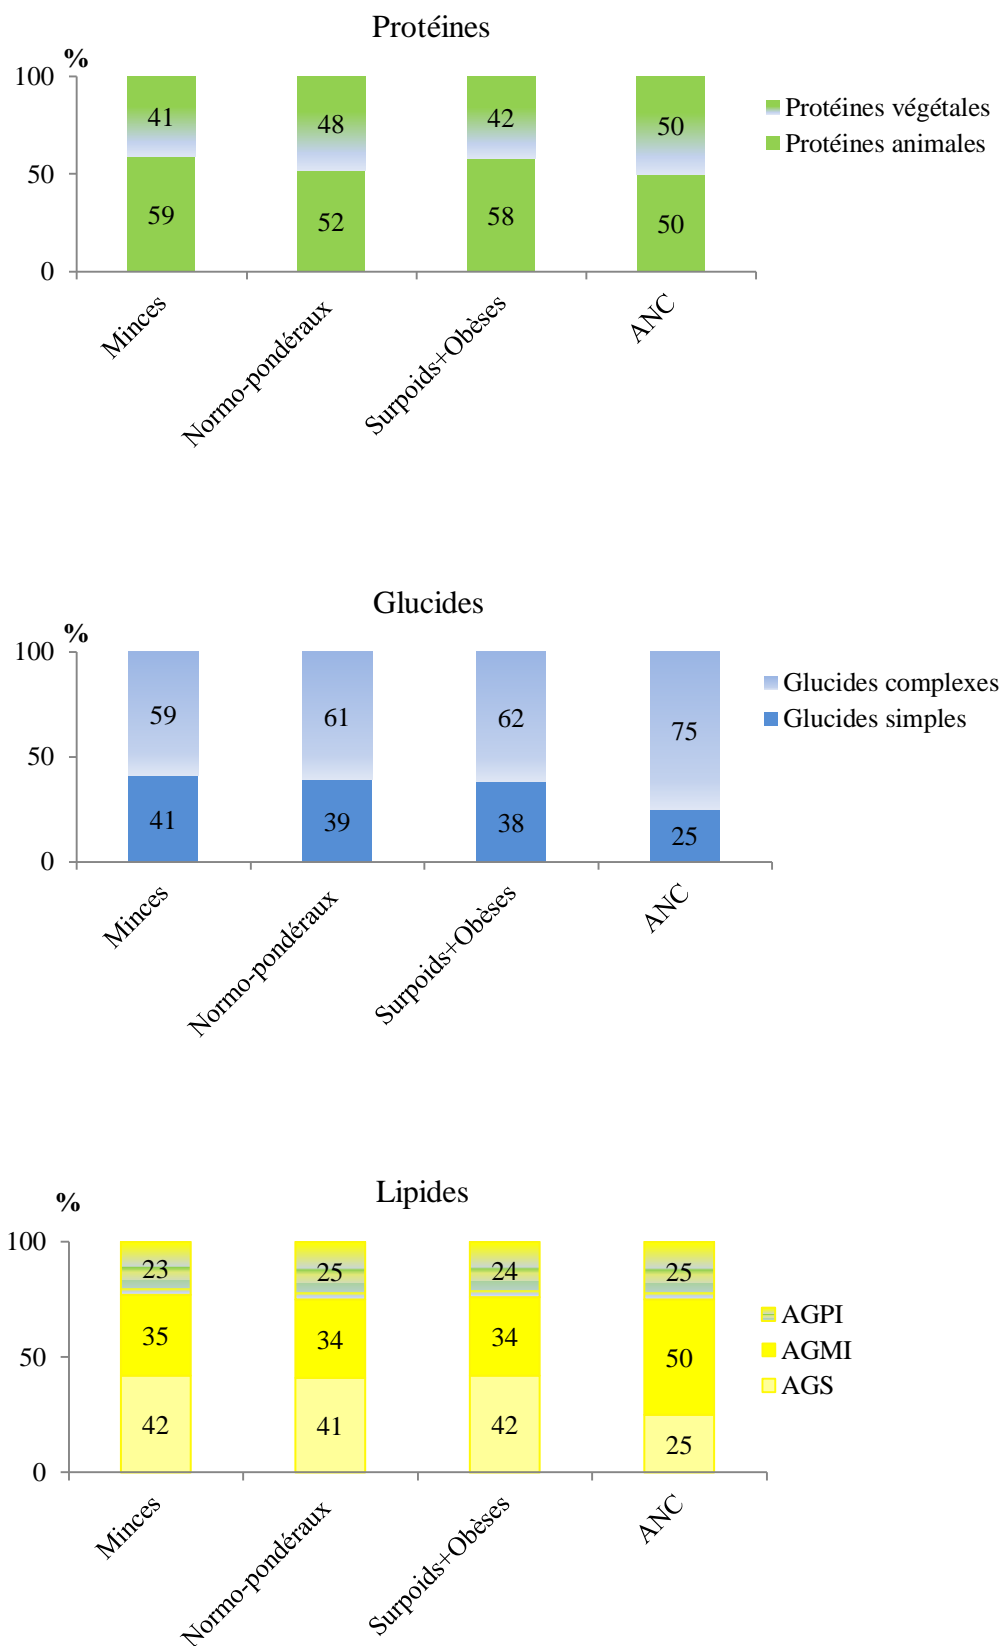 Protéines
%
100
50
0
41
48
42
50
59
52
58
50
Protéines végétales
Protéines animales
Minces
Normo-pondéraux
Surpoids+Obèses
ANC
Glucides
%
100
50
0
59
61
62
75
41
39
38
25
Glucides complexes
Glucides simples
Minces
Normo-pondéraux
Surpoids+Obèses
ANC
Lipides
%
100
50
0
23
25
24
25
35
34
34
50
42
41
42
25
AGPI
AGMI
AGS
Minces
Normo-pondéraux
Surpoids+Obèses
ANC